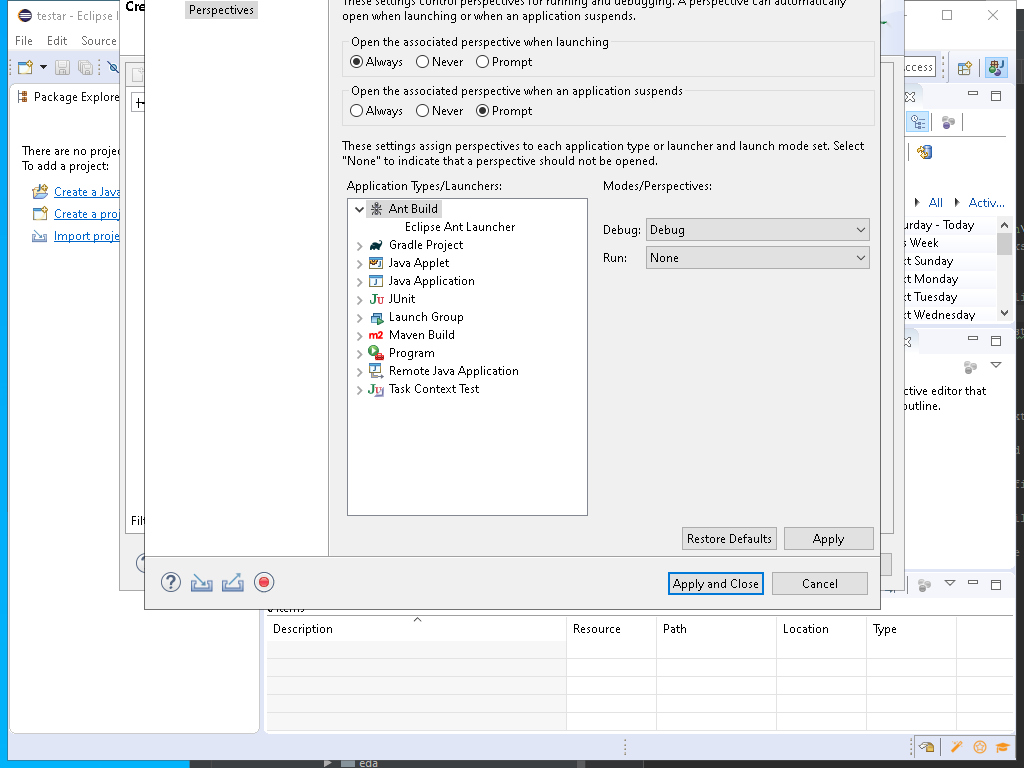 testar - Eclipse I
File Edit Source
Package Explore
There are no projec
To add a project:
Create a Java
Create a proj
Import proje
Cre
Filt
Perspectives
These settings control perspectives for running and debugging. A perspective can automatically
open when launching or when an application suspends.
Open the associated perspective when launching
Always Never Prompt
Open the associated perspective when an application suspends
Always Never Prompt
These settings assign perspectives to each application type or launcher and launch mode set. Select
"None" to indicate that a perspective should not be opened.
Application Types/Launchers:
Modes/Perspectives:
Ant Build
Eclipse Ant Launcher
Gradle Project
Java Applet
Java Application
JUnit
Launch Group
Maven Build
Program
Remote Java Application
Task Context Test
Debug: Debug
Run: None
Restore Defaults Apply
Apply and Close Cancel
ccess
All Activ...
urday - Today
s Week
xt Sunday
xt Monday
xt Tuesday
xt Wednesday
ctive editor that
outline.
0 items
Description Resource Path Location Type
eda